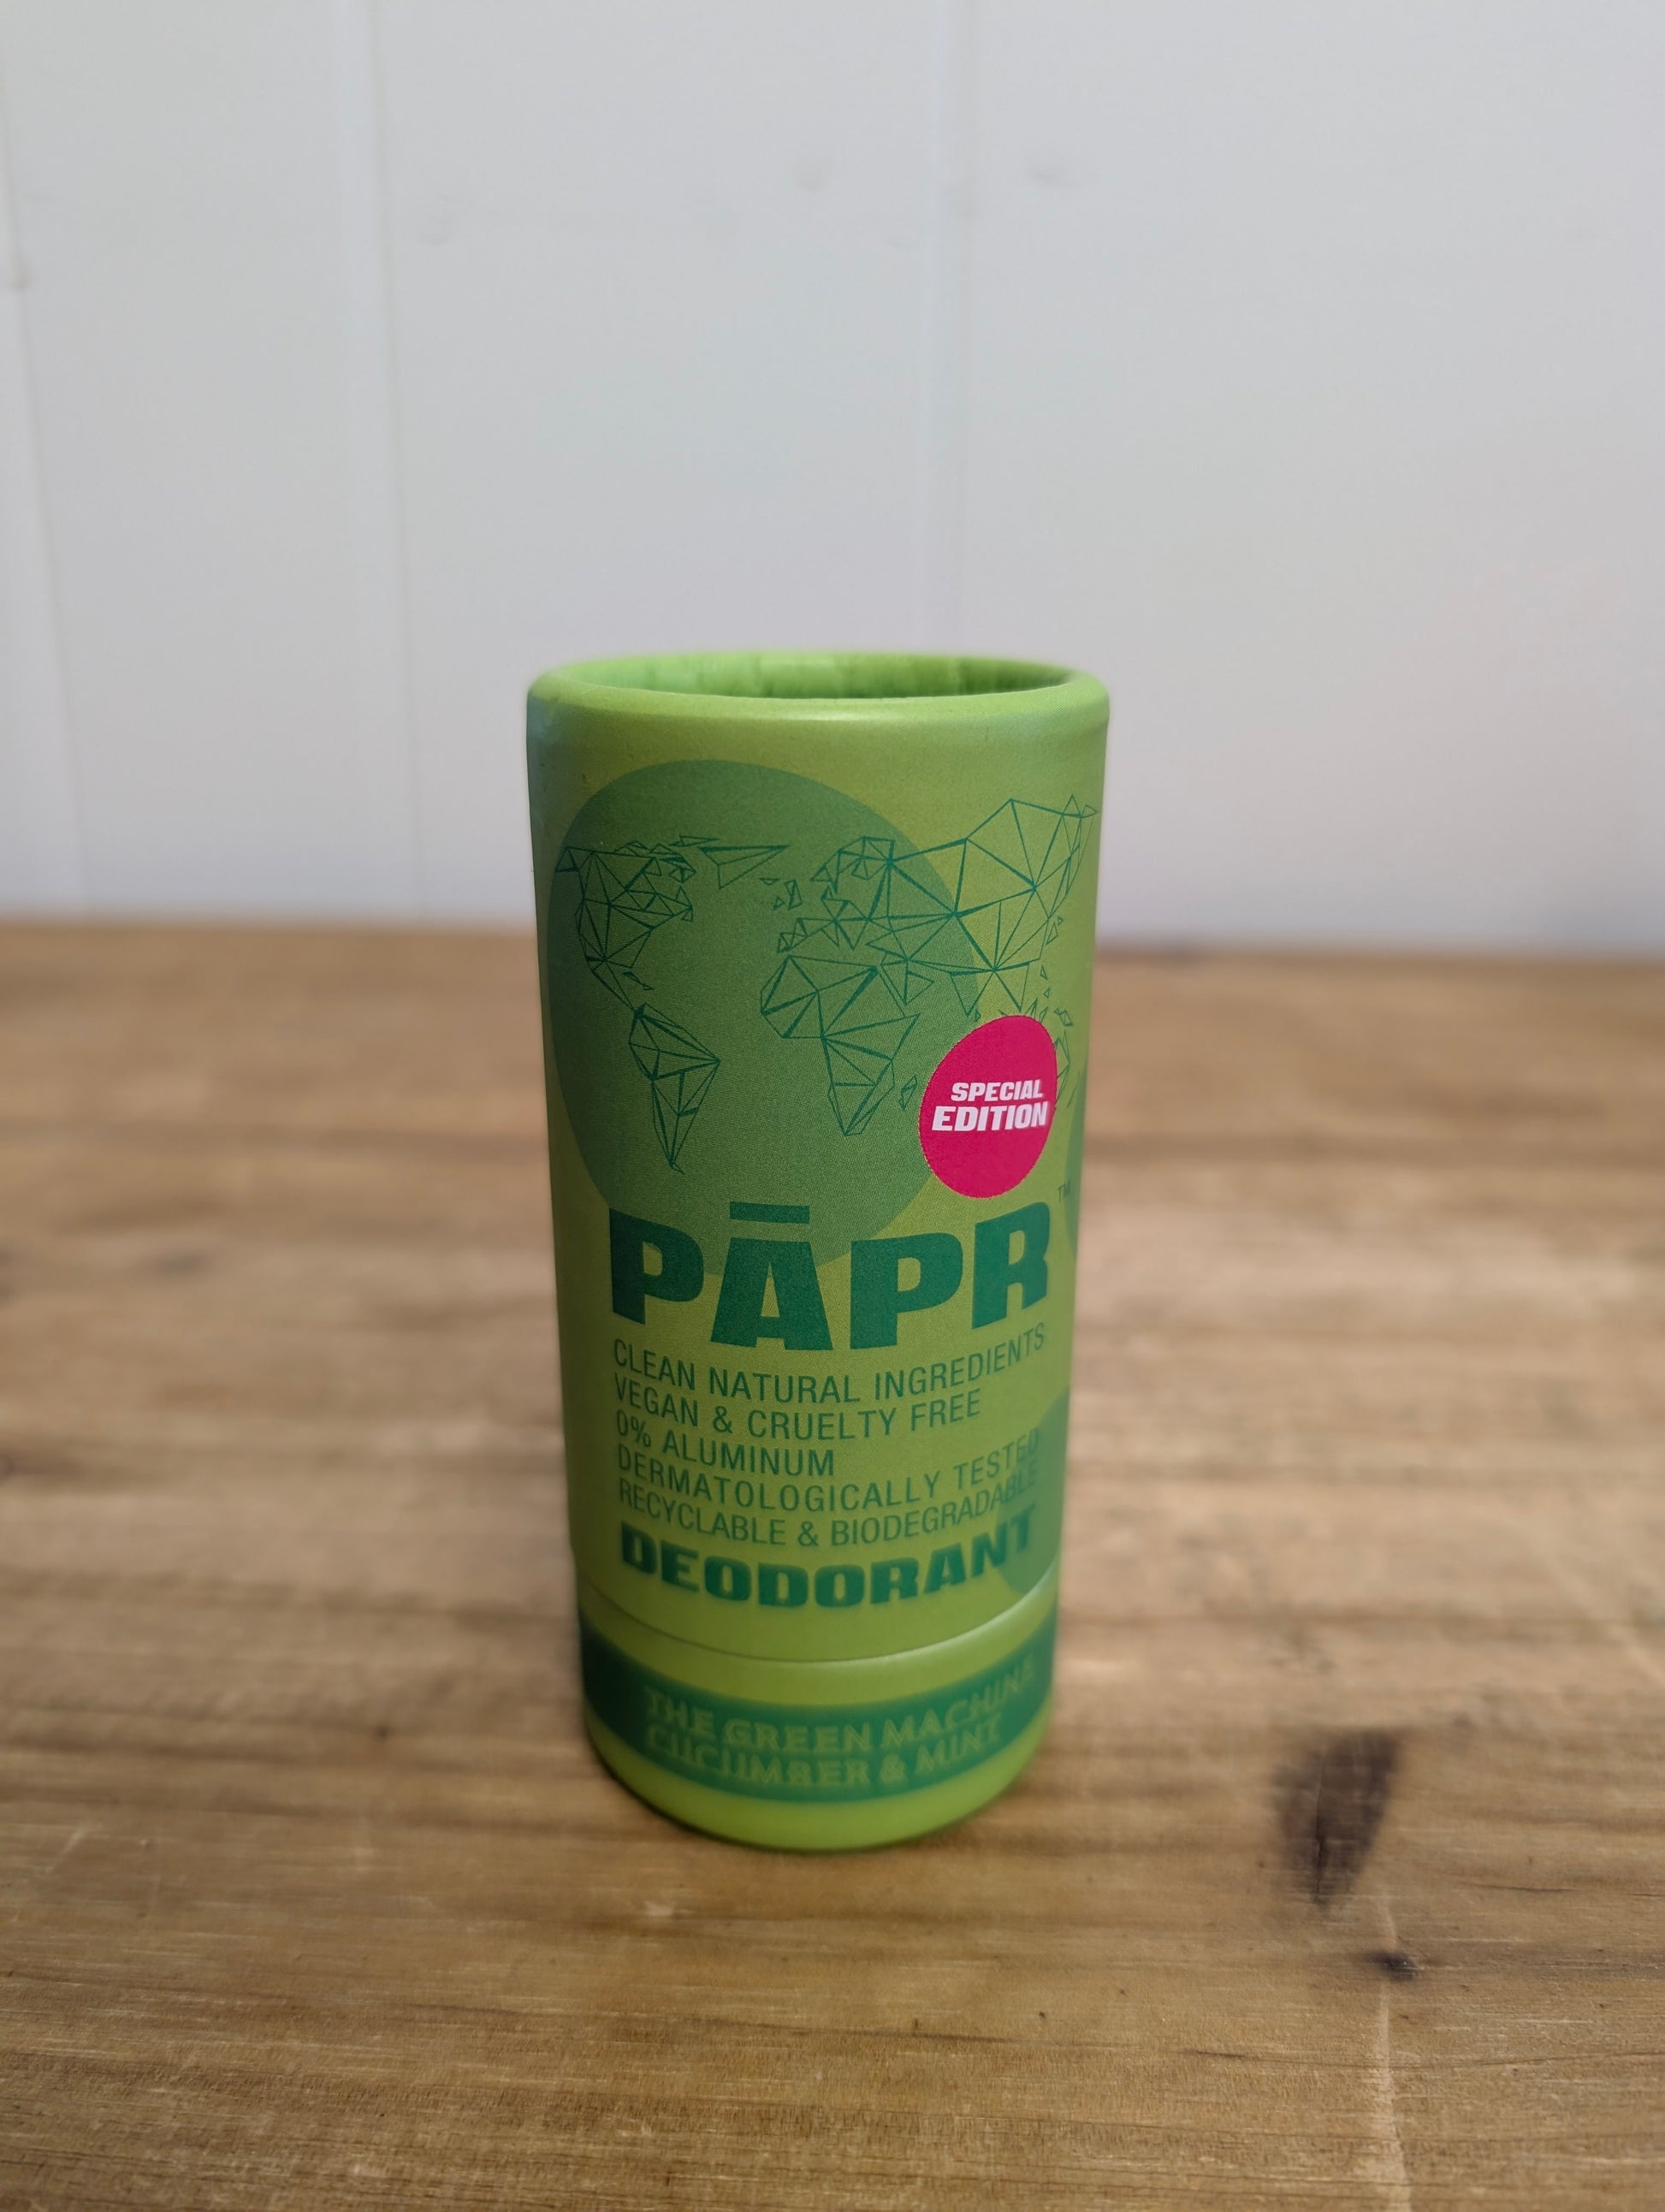 SPECIAL
EDITION
PĀPR™
CLEAN NATURAL INGREDIENTS
VEGAN & CRUELTY FREE
0% ALUMINUM
DERMATOLOGICALLY TESTED
RECYCLABLE & BIODEGRADABLE
DEODORANT
THE GREEN MACHINE
CUCUMBER & MINT